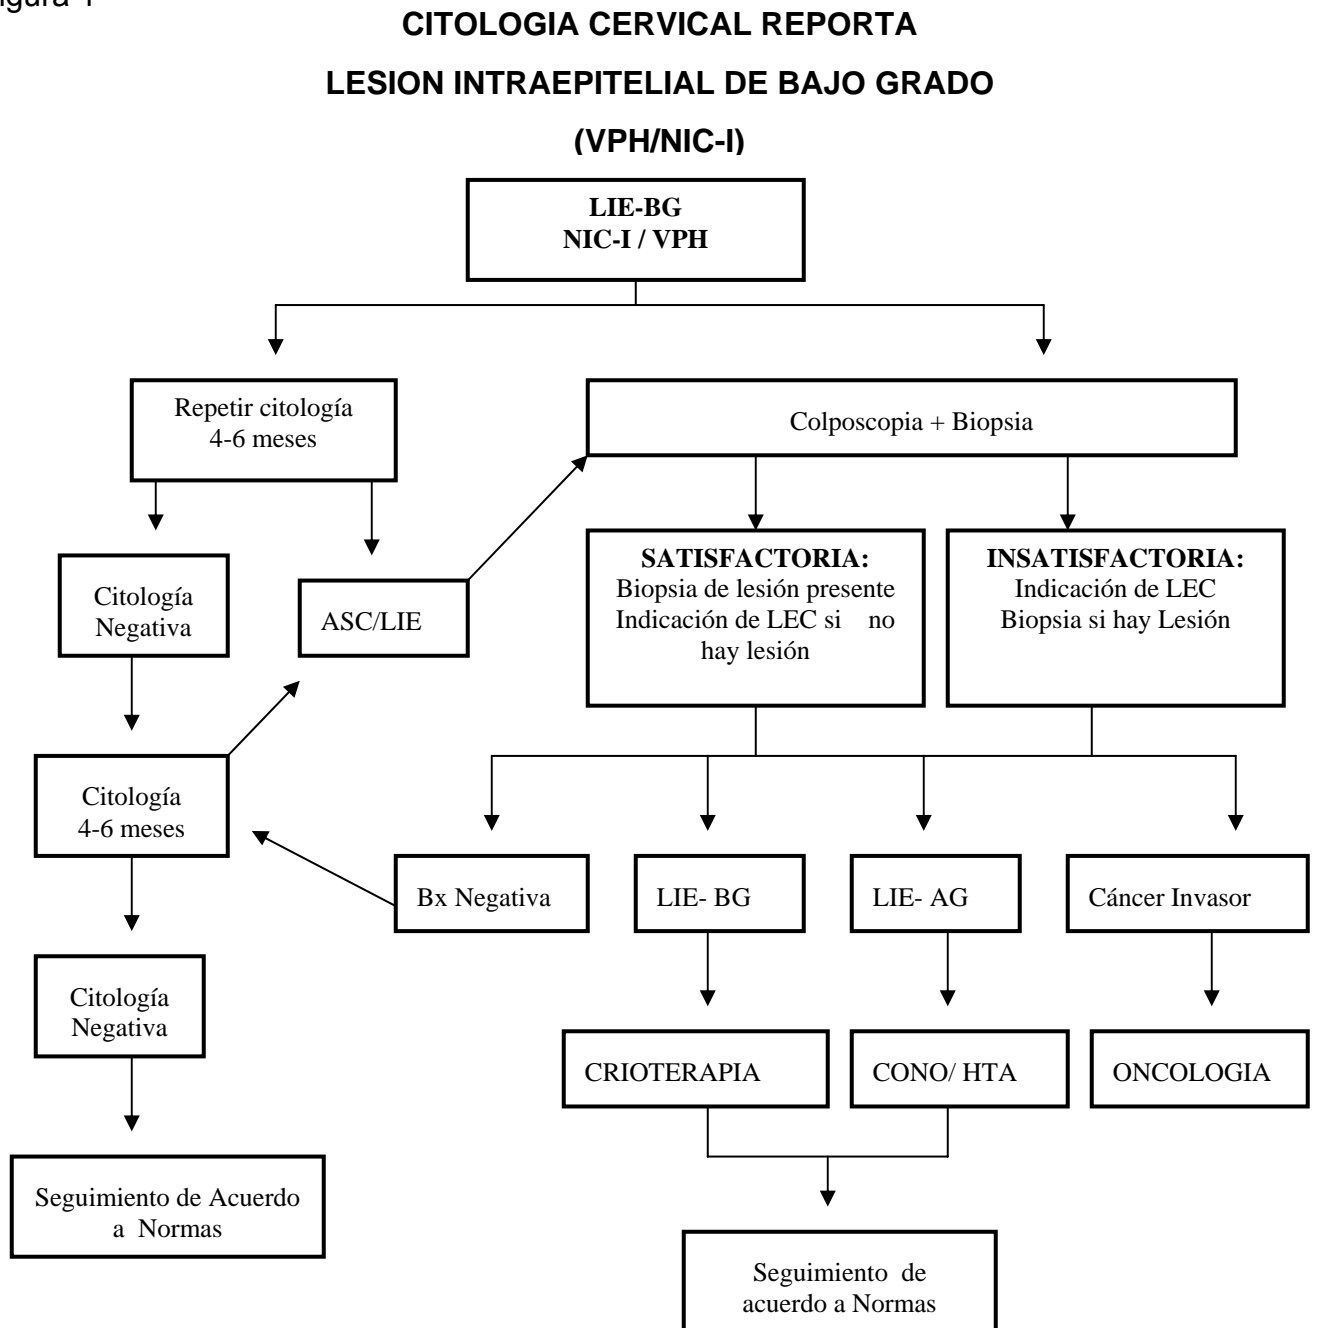 CITOLOGIA CERVICAL REPORTA
LESION INTRAEPITELIAL DE BAJO GRADO
(VPH/NIC-I)
LIE-BG
NIC-I / VPH
Repetir citología
4-6 meses
Colposcopia + Biopsia
Citología
Negativa
ASC/LIE
SATISFACTORIA:
Biopsia de lesión presente
Indicación de LEC si no
hay lesión
INSATISFACTORIA:
Indicación de LEC
Biopsia si hay Lesión
Citología
4-6 meses
Bx Negativa
LIE- BG
LIE- AG
Cáncer Invasor
Citología
Negativa
CRIOTERAPIA
CONO/ HTA
ONCOLOGIA
Seguimiento de Acuerdo
a Normas
Seguimiento de
acuerdo a Normas